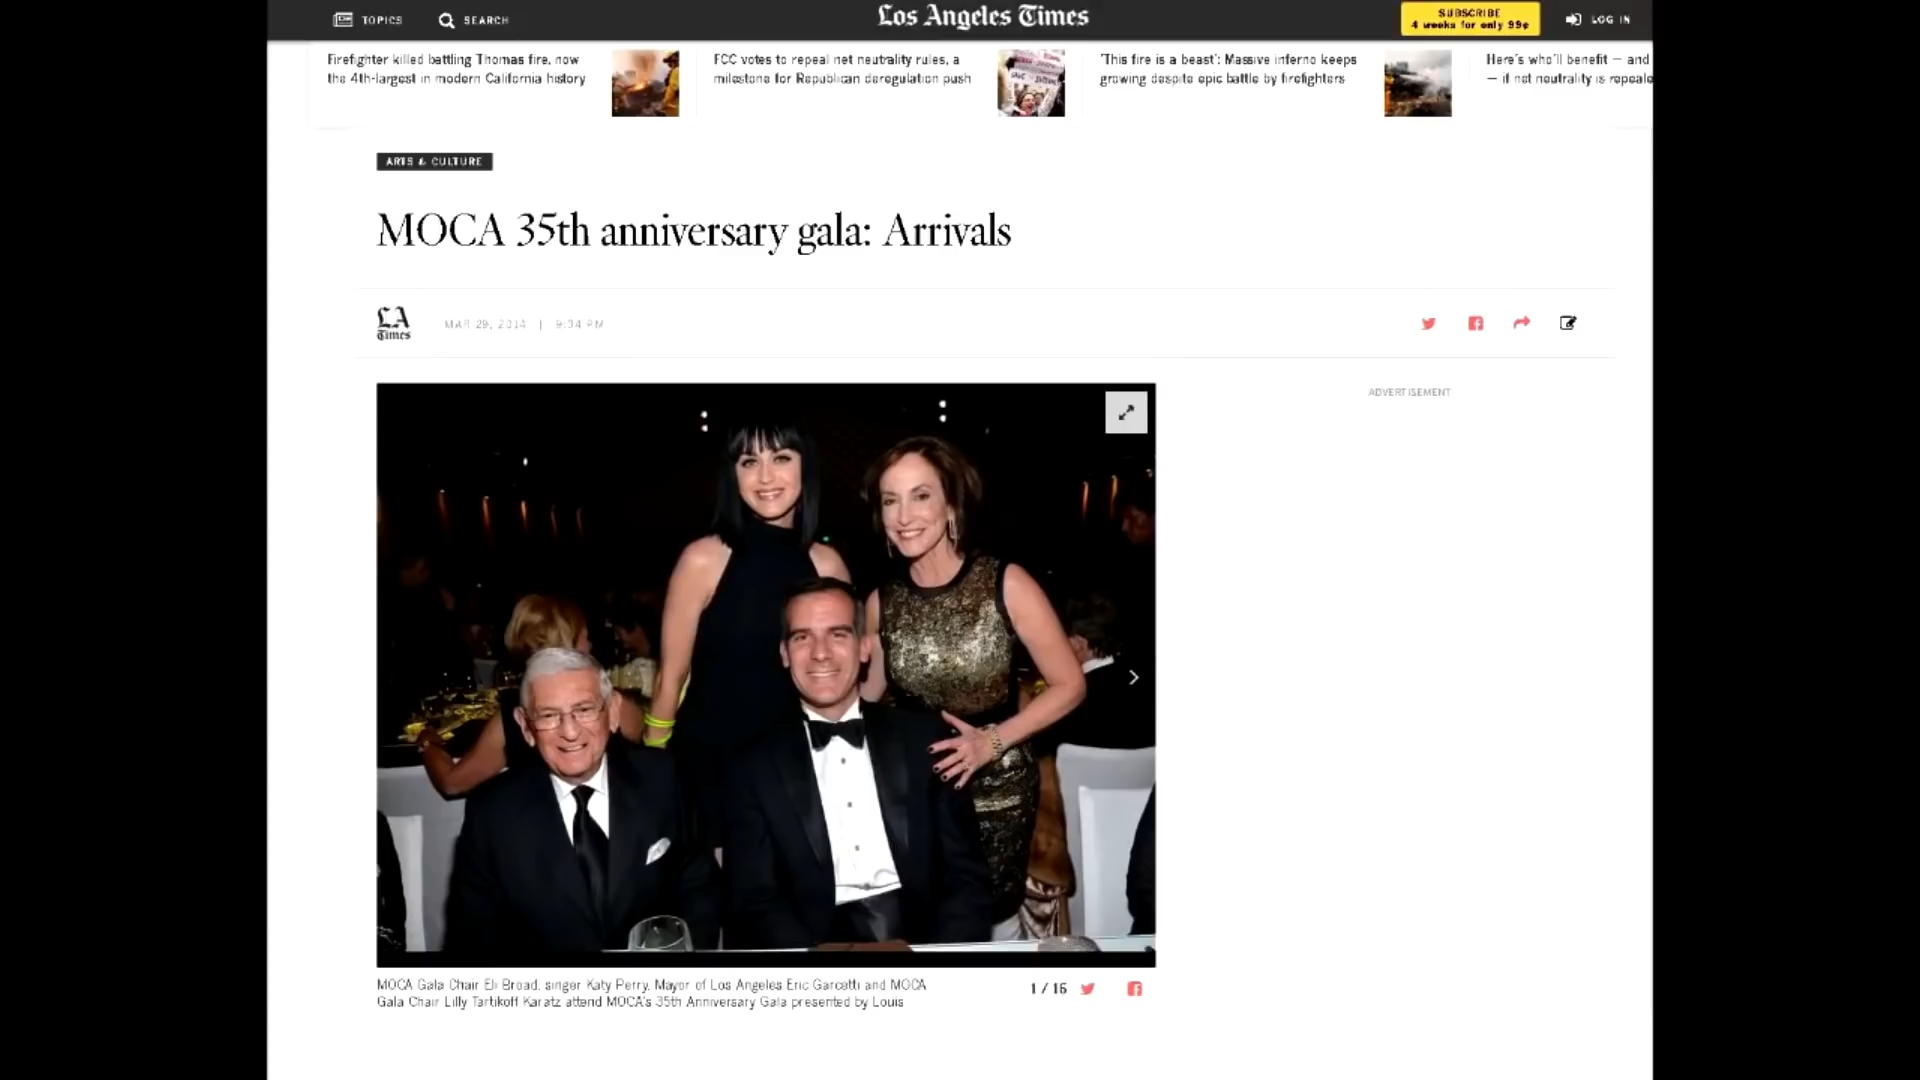 TOPICS
SEARCH
Los Angeles Times
SUBSCRIBE
4 weeks for only 99¢
LOG IN
Firefighter killed battling Thomas fire, now
the 4th-largest in modern California history
FCC votes to repeal net neutrality rules, a
milestone for Republican deregulation push
'This fire is a beast': Massive inferno keeps
growing despite epic battle by firefighters
Here's who'll benefit — and
— if net neutrality is repeale
ARTS & CULTURE
MOCA 35th anniversary gala: Arrivals
LA
Times
MAR 29, 2014 | 9:34 PM
ADVERTISEMENT
MOCA Gala Chair Eli Broad, singer Katy Perry, Mayor of Los Angeles Eric Garcetti and MOCA
Gala Chair Lilly Tartikoff Karatz attend MOCA's 35th Anniversary Gala presented by Louis
1 / 15